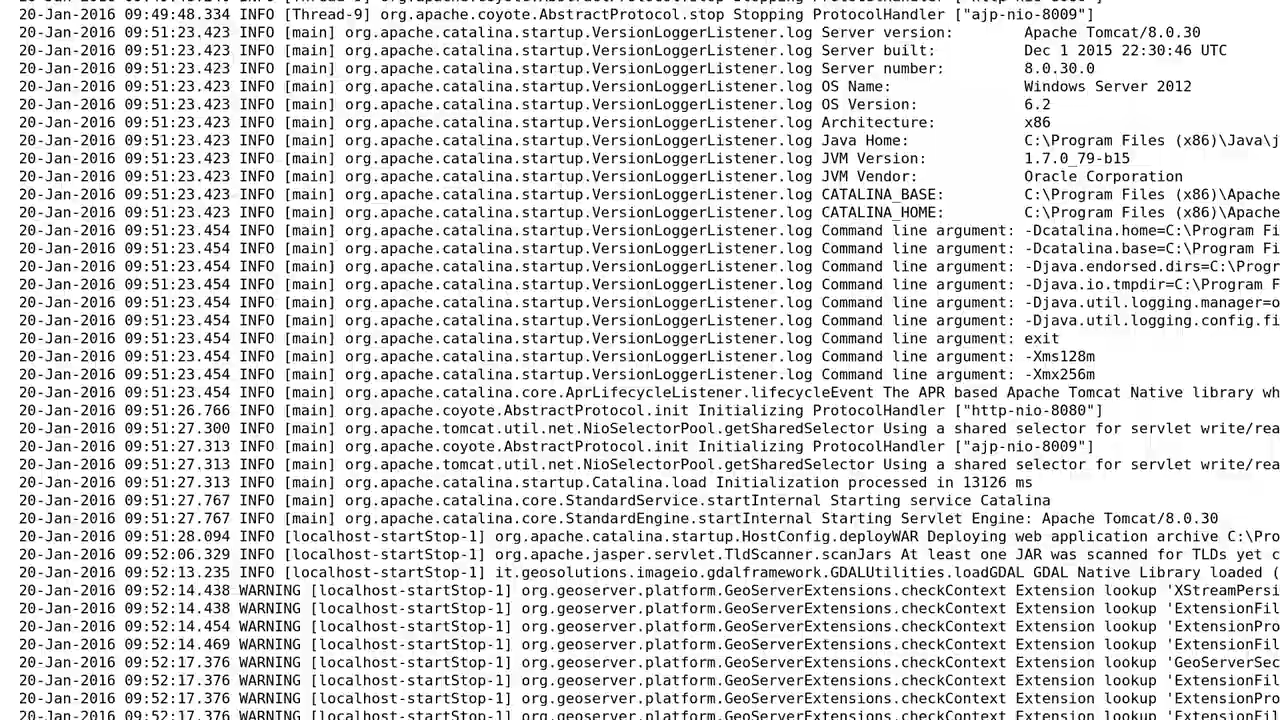 20-Jan-2016 09:49:48.334 INFO [Thread-9] org.apache.coyote.AbstractProtocol.stop Stopping ProtocolHandler ["ajp-nio-8009"]
20-Jan-2016 09:51:23.423 INFO [main] org.apache.catalina.startup.VersionLoggerListener.log Server version: Apache Tomcat/8.0.30
20-Jan-2016 09:51:23.423 INFO [main] org.apache.catalina.startup.VersionLoggerListener.log Server built: Dec 1 2015 22:30:46 UTC
20-Jan-2016 09:51:23.423 INFO [main] org.apache.catalina.startup.VersionLoggerListener.log Server number: 8.0.30.0
20-Jan-2016 09:51:23.423 INFO [main] org.apache.catalina.startup.VersionLoggerListener.log OS Name: Windows Server 2012
20-Jan-2016 09:51:23.423 INFO [main] org.apache.catalina.startup.VersionLoggerListener.log OS Version: 6.2
20-Jan-2016 09:51:23.423 INFO [main] org.apache.catalina.startup.VersionLoggerListener.log Architecture: x86
20-Jan-2016 09:51:23.423 INFO [main] org.apache.catalina.startup.VersionLoggerListener.log Java Home: C:\Program Files (x86)\Java\j
20-Jan-2016 09:51:23.423 INFO [main] org.apache.catalina.startup.VersionLoggerListener.log JVM Version: 1.7.0_79-b15
20-Jan-2016 09:51:23.423 INFO [main] org.apache.catalina.startup.VersionLoggerListener.log JVM Vendor: Oracle Corporation
20-Jan-2016 09:51:23.423 INFO [main] org.apache.catalina.startup.VersionLoggerListener.log CATALINA_BASE: C:\Program Files (x86)\Apache
20-Jan-2016 09:51:23.423 INFO [main] org.apache.catalina.startup.VersionLoggerListener.log CATALINA_HOME: C:\Program Files (x86)\Apache
20-Jan-2016 09:51:23.454 INFO [main] org.apache.catalina.startup.VersionLoggerListener.log Command line argument: -Dcatalina.home=C:\Program Fi
20-Jan-2016 09:51:23.454 INFO [main] org.apache.catalina.startup.VersionLoggerListener.log Command line argument: -Dcatalina.base=C:\Program Fi
20-Jan-2016 09:51:23.454 INFO [main] org.apache.catalina.startup.VersionLoggerListener.log Command line argument: -Djava.endorsed.dirs=C:\Progr
20-Jan-2016 09:51:23.454 INFO [main] org.apache.catalina.startup.VersionLoggerListener.log Command line argument: -Djava.io.tmpdir=C:\Program F
20-Jan-2016 09:51:23.454 INFO [main] org.apache.catalina.startup.VersionLoggerListener.log Command line argument: -Djava.util.logging.manager=o
20-Jan-2016 09:51:23.454 INFO [main] org.apache.catalina.startup.VersionLoggerListener.log Command line argument: -Djava.util.logging.config.fi
20-Jan-2016 09:51:23.454 INFO [main] org.apache.catalina.startup.VersionLoggerListener.log Command line argument: exit
20-Jan-2016 09:51:23.454 INFO [main] org.apache.catalina.startup.VersionLoggerListener.log Command line argument: -Xms128m
20-Jan-2016 09:51:23.454 INFO [main] org.apache.catalina.startup.VersionLoggerListener.log Command line argument: -Xmx256m
20-Jan-2016 09:51:23.454 INFO [main] org.apache.catalina.core.AprLifecycleListener.lifecycleEvent The APR based Apache Tomcat Native library wh
20-Jan-2016 09:51:26.766 INFO [main] org.apache.coyote.AbstractProtocol.init Initializing ProtocolHandler ["http-nio-8080"]
20-Jan-2016 09:51:27.300 INFO [main] org.apache.tomcat.util.net.NioSelectorPool.getSharedSelector Using a shared selector for servlet write/rea
20-Jan-2016 09:51:27.313 INFO [main] org.apache.coyote.AbstractProtocol.init Initializing ProtocolHandler ["ajp-nio-8009"]
20-Jan-2016 09:51:27.313 INFO [main] org.apache.tomcat.util.net.NioSelectorPool.getSharedSelector Using a shared selector for servlet write/rea
20-Jan-2016 09:51:27.313 INFO [main] org.apache.catalina.startup.Catalina.load Initialization processed in 13126 ms
20-Jan-2016 09:51:27.767 INFO [main] org.apache.catalina.core.StandardService.startInternal Starting service Catalina
20-Jan-2016 09:51:27.767 INFO [main] org.apache.catalina.core.StandardEngine.startInternal Starting Servlet Engine: Apache Tomcat/8.0.30
20-Jan-2016 09:51:28.094 INFO [localhost-startStop-1] org.apache.catalina.startup.HostConfig.deployWAR Deploying web application archive C:\Pro
20-Jan-2016 09:52:06.329 INFO [localhost-startStop-1] org.apache.jasper.servlet.TldScanner.scanJars At least one JAR was scanned for TLDs yet c
20-Jan-2016 09:52:13.235 INFO [localhost-startStop-1] it.geosolutions.imageio.gdalframework.GDALUtilities.loadGDAL GDAL Native Library loaded (
20-Jan-2016 09:52:14.438 WARNING [localhost-startStop-1] org.geoserver.platform.GeoServerExtensions.checkContext Extension lookup 'XStreamPersi
20-Jan-2016 09:52:14.438 WARNING [localhost-startStop-1] org.geoserver.platform.GeoServerExtensions.checkContext Extension lookup 'ExtensionFil
20-Jan-2016 09:52:14.454 WARNING [localhost-startStop-1] org.geoserver.platform.GeoServerExtensions.checkContext Extension lookup 'ExtensionPro
20-Jan-2016 09:52:14.469 WARNING [localhost-startStop-1] org.geoserver.platform.GeoServerExtensions.checkContext Extension lookup 'ExtensionFil
20-Jan-2016 09:52:17.376 WARNING [localhost-startStop-1] org.geoserver.platform.GeoServerExtensions.checkContext Extension lookup 'GeoServerSec
20-Jan-2016 09:52:17.376 WARNING [localhost-startStop-1] org.geoserver.platform.GeoServerExtensions.checkContext Extension lookup 'ExtensionFil
20-Jan-2016 09:52:17.376 WARNING [localhost-startStop-1] org.geoserver.platform.GeoServerExtensions.checkContext Extension lookup 'ExtensionPro
20-Jan-2016 09:52:17.376 WARNING [localhost-startStop-1] org.geoserver.platform.GeoServerExtensions.checkContext Extension lookup 'ExtensionFil